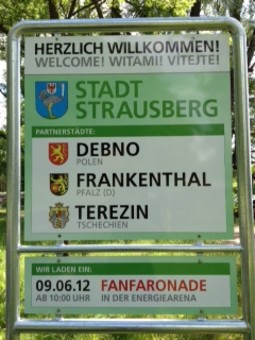 HERZLICH WILLKOMMEN!
WELCOME! WITAMI! VÍTEJTE!
STADT
STRAUSBERG
PARTNERSTÄDTE:
DEBNO
POLEN
FRANKENTHAL
PFALZ (D)
TEREZIN
TSCHECHIEN
WIR LADEN EIN:
09.06.12 FANFARONADE
AB 10:00 UHR IN DER ENERGIEARENA